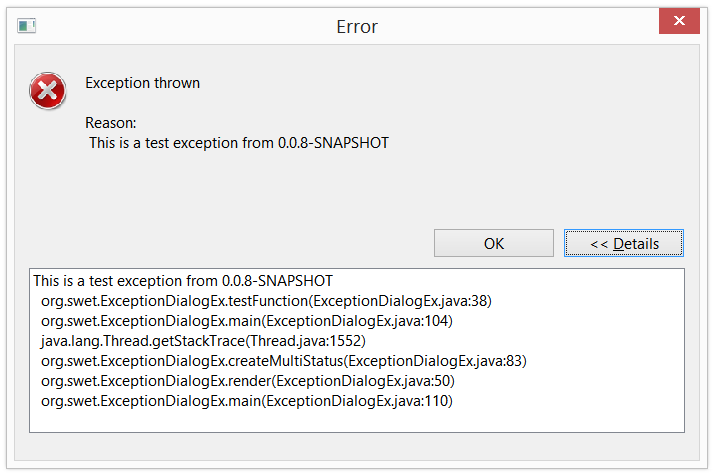 Error
Exception thrown
Reason:
This is a test exception from 0.0.8-SNAPSHOT
OK
<< Details
This is a test exception from 0.0.8-SNAPSHOT
org.swet.ExceptionDialogEx.testFunction(ExceptionDialogEx.java:38)
org.swet.ExceptionDialogEx.main(ExceptionDialogEx.java:104)
java.lang.Thread.getStackTrace(Thread.java:1552)
org.swet.ExceptionDialogEx.createMultiStatus(ExceptionDialogEx.java:83)
org.swet.ExceptionDialogEx.render(ExceptionDialogEx.java:50)
org.swet.ExceptionDialogEx.main(ExceptionDialogEx.java:110)